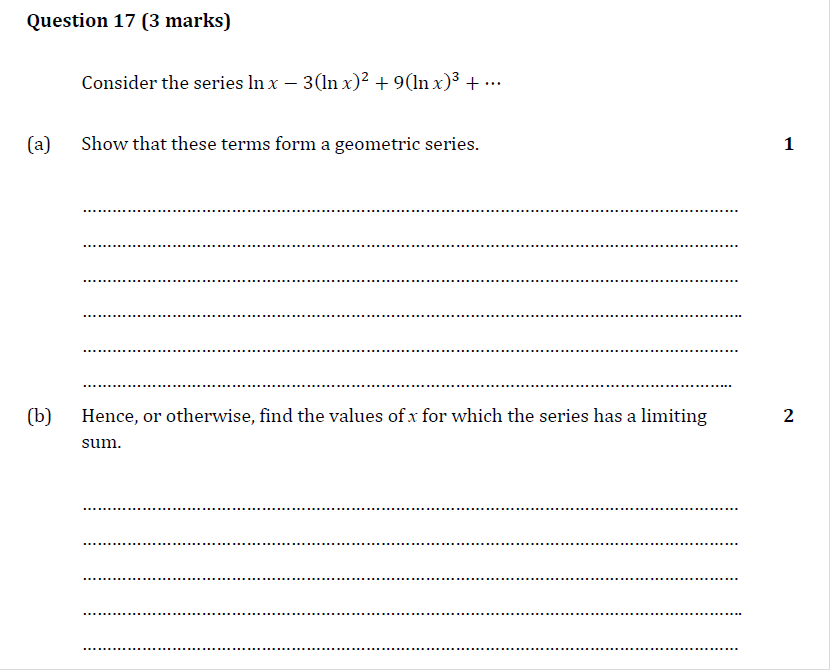 Question 17 (3 marks)
Consider the series ln x − 3(ln x)² + 9(ln x)³ + ⋯
(a) Show that these terms form a geometric series. 1
(b) Hence, or otherwise, find the values of x for which the series has a limiting 2
sum.